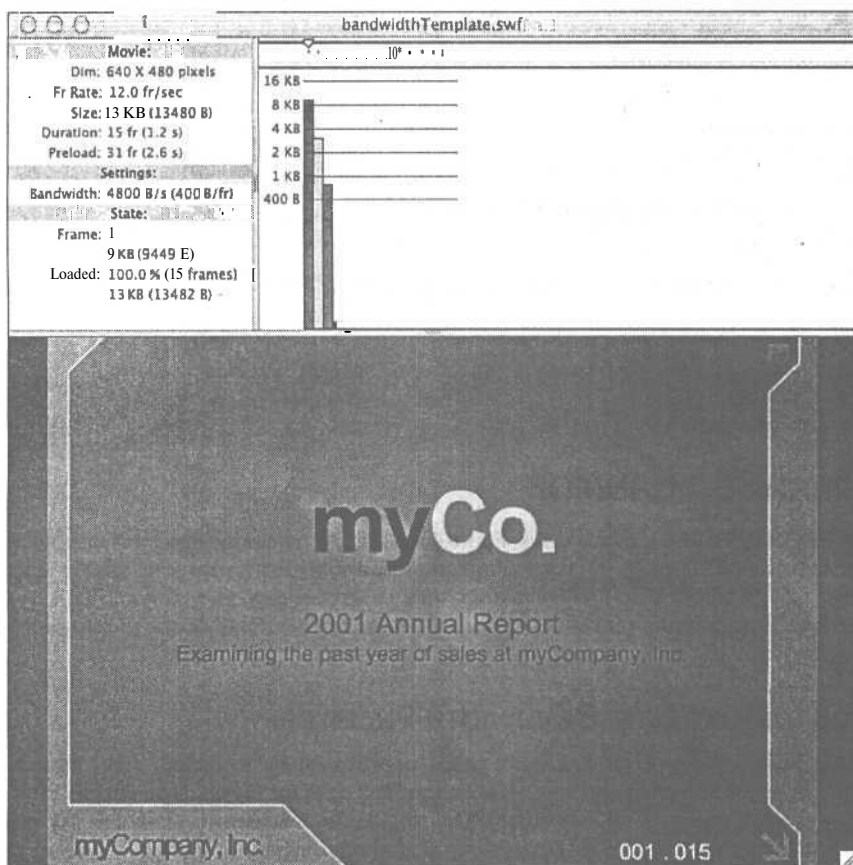 bandwidthTemplate.swf
Movie:
Dim: 640 X 480 pixels
Fr Rate: 12.0 fr/sec
Size: 13 KB (13480 B)
Duration: 15 fr (1.2 s)
Preload: 31 fr (2.6 s)
Settings:
Bandwidth: 4800 B/s (400 B/fr)
State:
Frame: 1
9 KB (9449 E)
Loaded: 100.0 % (15 frames)
13 KB (13482 B)
10*
16 KB
8 KB
4 KB
2 KB
1 KB
400 B
myCo.
2001 Annual Report
Examining the past year of sales at myCompany, Inc.
myCompany, Inc.
001 . 015